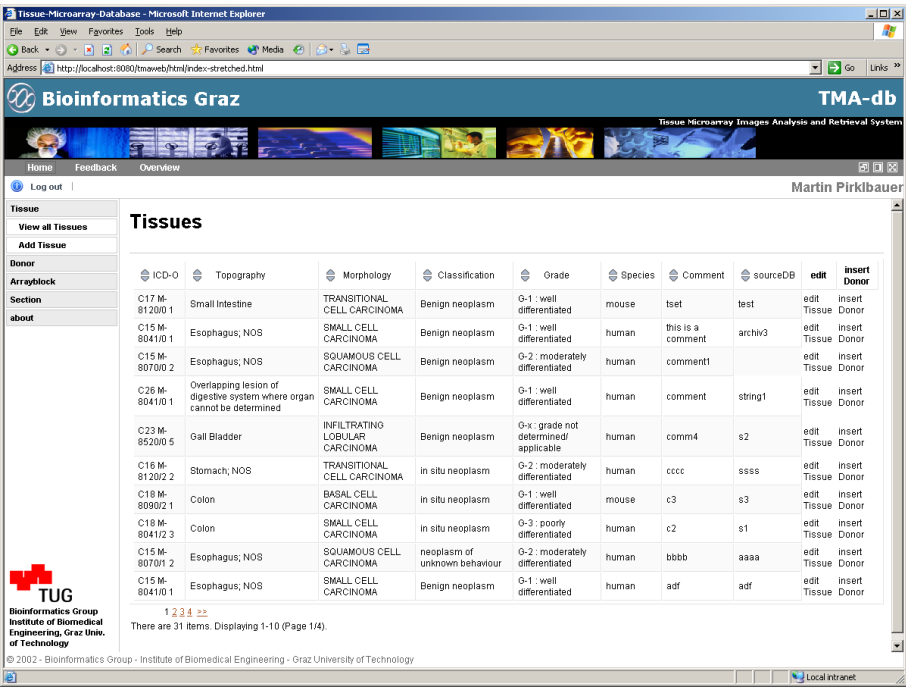 Tissue-Microarray-Database - Microsoft Internet Explorer
File Edit View Favorites Tools Help
Back Search Favorites Media
Address http://localhost:8080/tmaweb/html/index-stretched.html Go Links »
Bioinformatics Graz TMA-db
Tissue Microarray Images Analysis and Retrieval System
Home Feedback Overview
Log out | Martin Pirklbauer
Tissue
View all Tissues
Add Tissue
Donor
Arrayblock
Section
about
Tissues
ICD-O Topography Morphology Classification Grade Species Comment sourceDB edit insert Donor
C17 M-8120/0 1 Small Intestine TRANSITIONAL CELL CARCINOMA Benign neoplasm G-1 : well differentiated mouse tset test edit Tissue insert Donor
C15 M-8041/0 1 Esophagus; NOS SMALL CELL CARCINOMA Benign neoplasm G-1 : well differentiated human this is a comment archiv3 edit Tissue insert Donor
C15 M-8070/0 2 Esophagus; NOS SQUAMOUS CELL CARCINOMA Benign neoplasm G-2 : moderately differentiated human comment1 edit Tissue insert Donor
C26 M-8041/0 1 Overlapping lesion of digestive system where organ cannot be determined SMALL CELL CARCINOMA Benign neoplasm G-1 : well differentiated human comment string1 edit Tissue insert Donor
C23 M-8520/0 5 Gall Bladder INFILTRATING LOBULAR CARCINOMA Benign neoplasm G-x : grade not determined/ applicable human comm4 s2 edit Tissue insert Donor
C16 M-8120/2 2 Stomach; NOS TRANSITIONAL CELL CARCINOMA in situ neoplasm G-2 : moderately differentiated human cccc ssss edit Tissue insert Donor
C18 M-8090/2 1 Colon BASAL CELL CARCINOMA in situ neoplasm G-1 : well differentiated mouse c3 s3 edit Tissue insert Donor
C18 M-8041/2 3 Colon SMALL CELL CARCINOMA in situ neoplasm G-3 : poorly differentiated human c2 s1 edit Tissue insert Donor
C15 M-8070/1 2 Esophagus; NOS SQUAMOUS CELL CARCINOMA neoplasm of unknown behaviour G-2 : moderately differentiated human bbbb aaaa edit Tissue insert Donor
C15 M-8041/0 1 Esophagus; NOS SMALL CELL CARCINOMA Benign neoplasm G-1 : well differentiated human adf adf edit Tissue insert Donor
1 2 3 4 >>
There are 31 items. Displaying 1-10 (Page 1/4).
TUG
Bioinformatics Group
Institute of Biomedical
Engineering, Graz Univ.
of Technology
© 2002 - Bioinformatics Group - Institute of Biomedical Engineering - Graz University of Technology
Local intranet